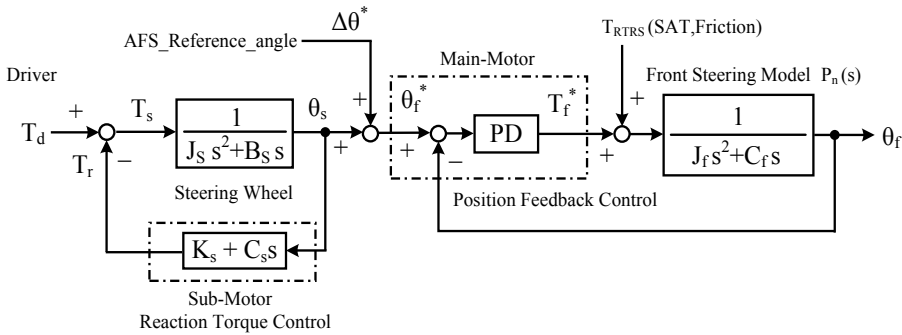 AFS_Reference_angle
Δθ*
T_RTRS (SAT,Friction)
Driver
Main-Motor
Front Steering Model P_n(s)
+
T_s
1
J_S s²+B_S s
θ_s
+
θ_f*
T_f*
+
1
J_f s²+C_f s
T_d
PD
θ_f
T_r
−
+
+
−
+
Steering Wheel
Position Feedback Control
K_s + C_s s
Sub-Motor
Reaction Torque Control